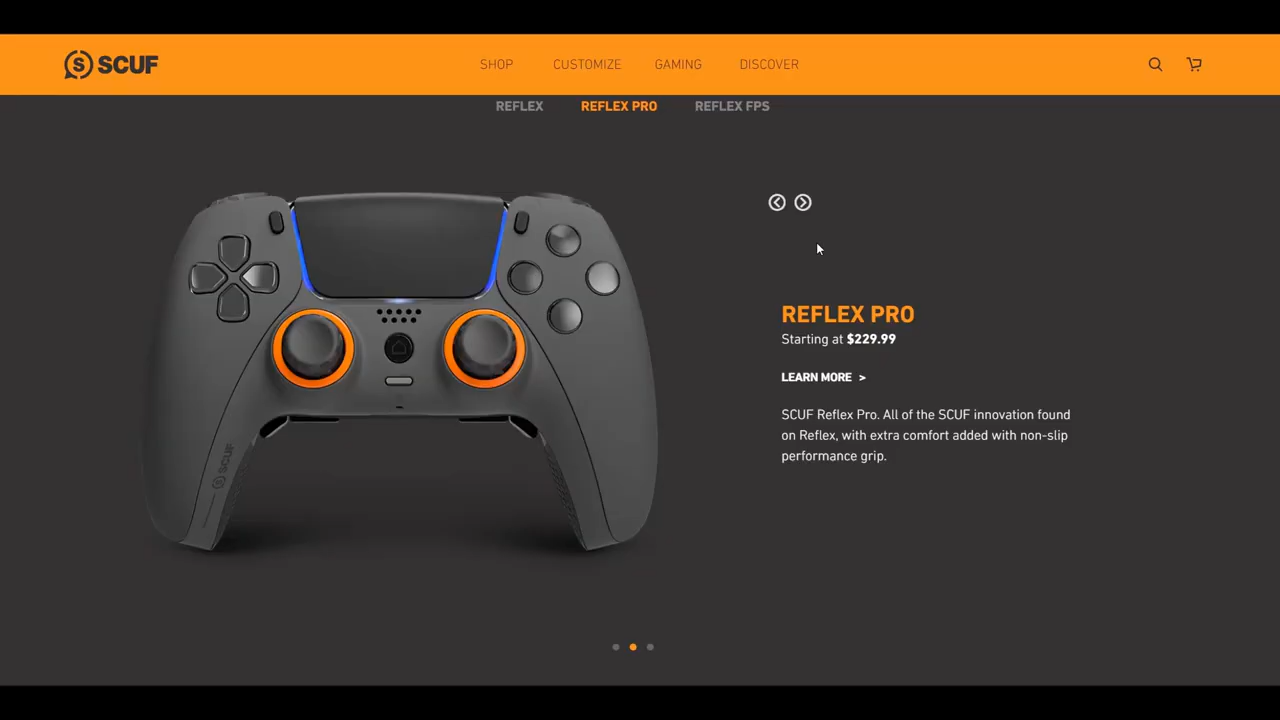 SCUF
SHOP CUSTOMIZE GAMING DISCOVER
REFLEX REFLEX PRO REFLEX FPS
REFLEX PRO
Starting at $229.99
LEARN MORE >
SCUF Reflex Pro. All of the SCUF innovation found
on Reflex, with extra comfort added with non-slip
performance grip.
SCUF